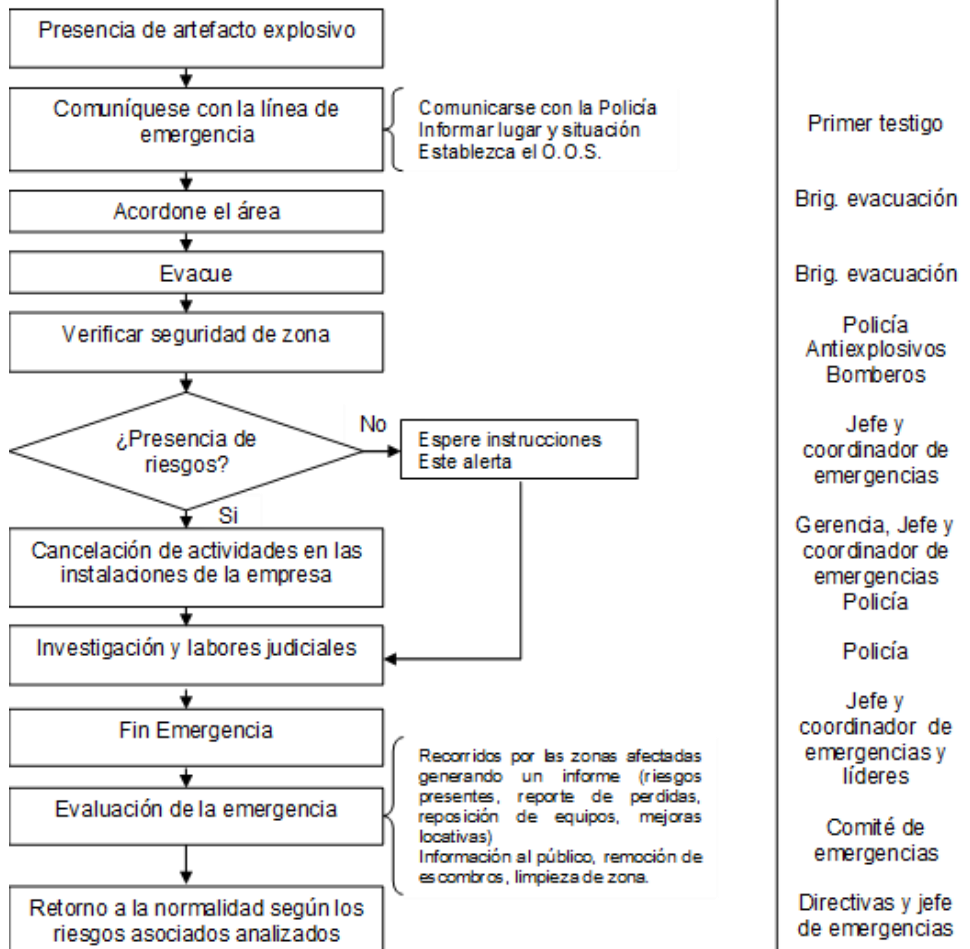 Presencia de artefacto explosivo
Comuníquese con la línea de
emergencia
Comunicarse con la Policía
Informar lugar y situación
Establezca el O.O.S.
Primer testigo
Acordone el área
Brig. evacuación
Evacue
Brig. evacuación
Verificar seguridad de zona
Policía
Antiexplosivos
Bomberos
¿Presencia de
riesgos?
No
Espere instrucciones
Este alerta
Jefe y
coordinador de
emergencias
Si
Cancelación de actividades en las
instalaciones de la empresa
Gerencia, Jefe y
coordinador de
emergencias
Policía
Investigación y labores judiciales
Policía
Fin Emergencia
Jefe y
coordinador de
emergencias y
líderes
Evaluación de la emergencia
Recorridos por las zonas afectadas
generando un informe (riesgos
presentes, reporte de perdidas,
reposición de equipos, mejoras
locativas)
Información al público, remoción de
escombros, limpieza de zona.
Comité de
emergencias
Retorno a la normalidad según los
riesgos asociados analizados
Directivas y jefe
de emergencias